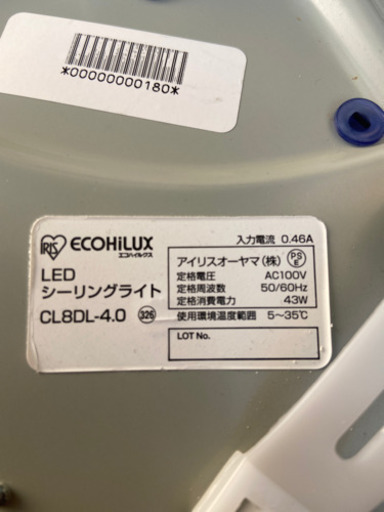 *00000000180*
IRIS ECOHiLUX
エコハイルクス
入力電流 0.46A
LED
シーリングライト
CL8DL-4.0 326
アイリスオーヤマ(株) PSE
定格電圧 AC100V
定格周波数 50/60Hz
定格消費電力 43W
使用環境温度範囲 5~35℃
LOT No.